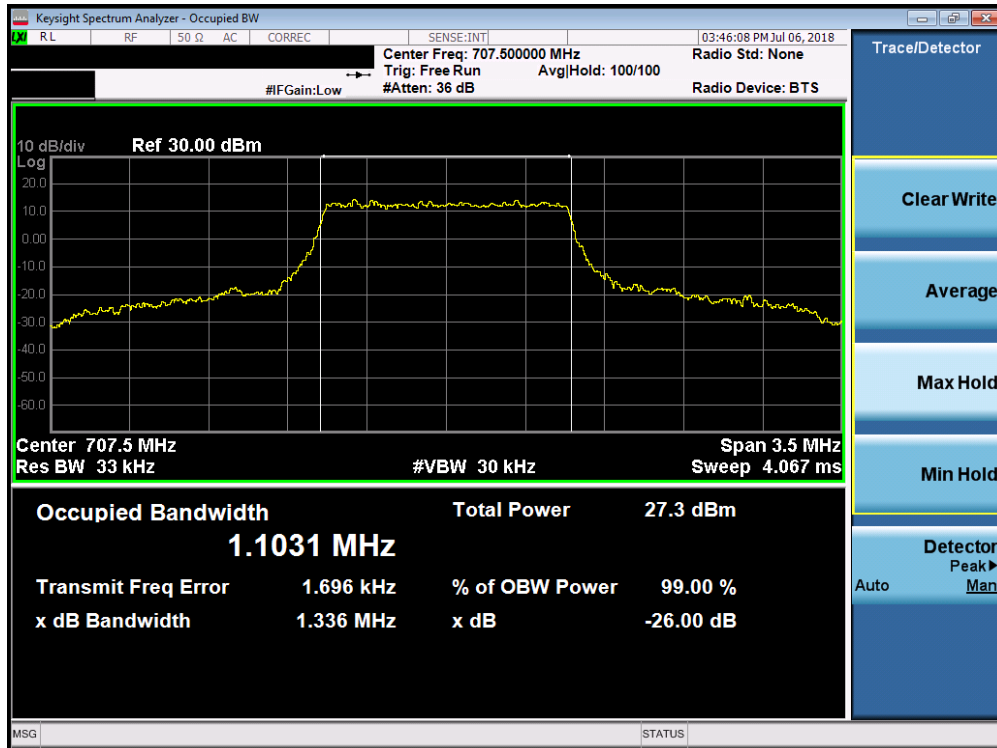 Keysight Spectrum Analyzer - Occupied BW
LXI RL RF 50 Ω AC CORREC SENSE:INT 03:46:08 PM Jul 06, 2018
Center Freq: 707.500000 MHz Radio Std: None
Trig: Free Run Avg|Hold: 100/100
#IFGain:Low #Atten: 36 dB Radio Device: BTS
10 dB/div Ref 30.00 dBm
Log
20.0
10.0
0.00
-10.0
-20.0
-30.0
-40.0
-50.0
-60.0
Center 707.5 MHz Span 3.5 MHz
Res BW 33 kHz #VBW 30 kHz Sweep 4.067 ms
Occupied Bandwidth Total Power 27.3 dBm
1.1031 MHz
Transmit Freq Error 1.696 kHz % of OBW Power 99.00 %
x dB Bandwidth 1.336 MHz x dB -26.00 dB
MSG STATUS
Trace/Detector
Clear Write
Average
Max Hold
Min Hold
Detector
Peak▶
Auto Man